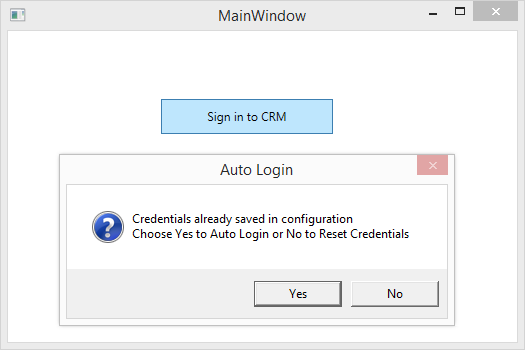 MainWindow
Sign in to CRM
Auto Login
Credentials already saved in configuration
Choose Yes to Auto Login or No to Reset Credentials
Yes
No